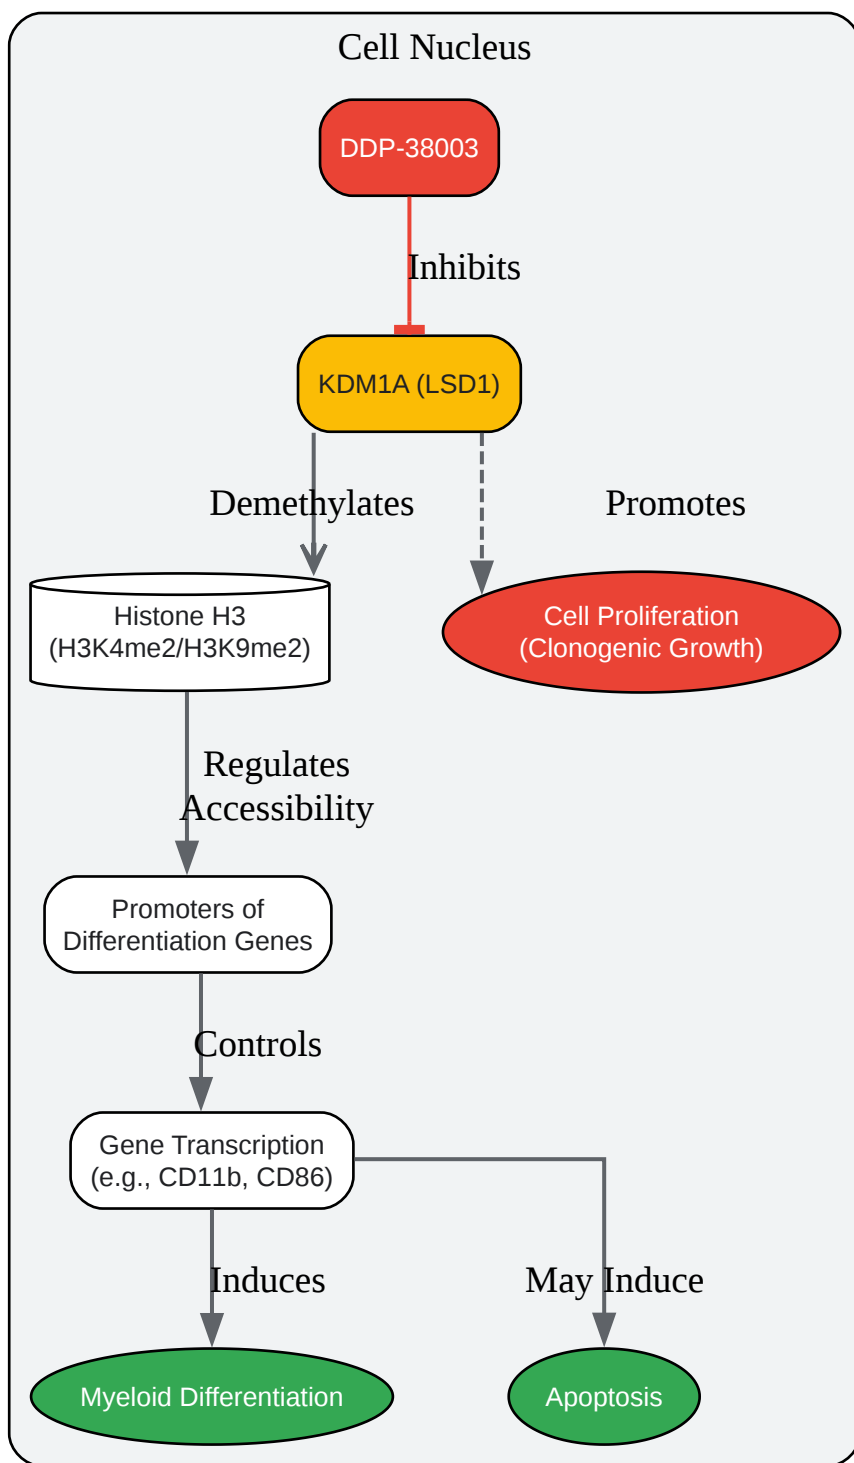 Cell Nucleus
DDP-38003
Inhibits
KDM1A (LSD1)
Demethylates
Promotes
Histone H3
(H3K4me2/H3K9me2)
Cell Proliferation
(Clonogenic Growth)
Regulates
Accessibility
Promoters of
Differentiation Genes
Controls
Gene Transcription
(e.g., CD11b, CD86)
Induces
May Induce
Myeloid Differentiation
Apoptosis